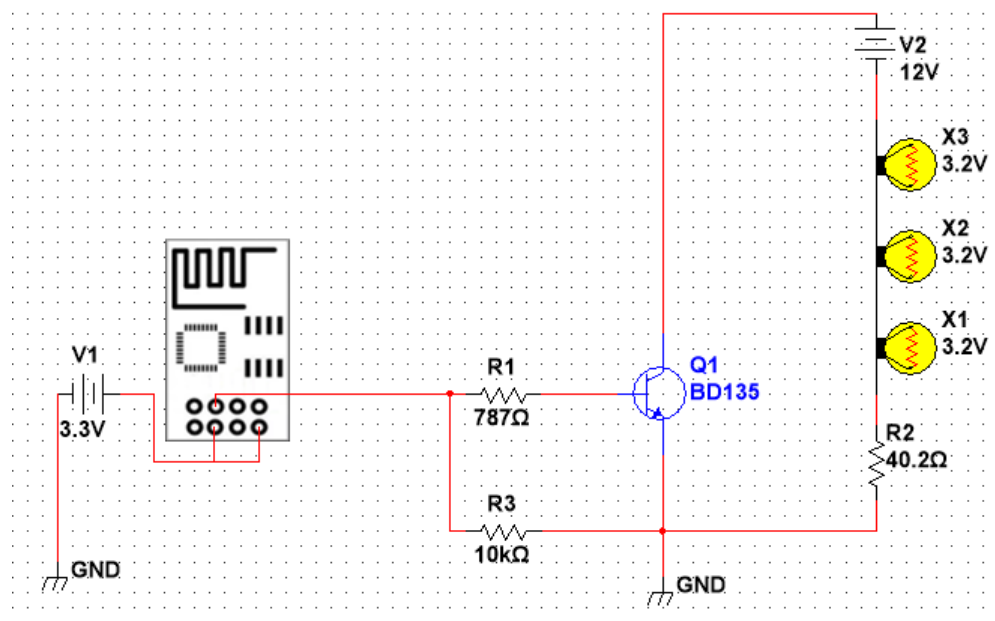 V2
12V
X3
3.2V
X2
3.2V
X1
3.2V
V1
3.3V
R1
787Ω
Q1
BD135
R2
40.2Ω
R3
10kΩ
GND
GND